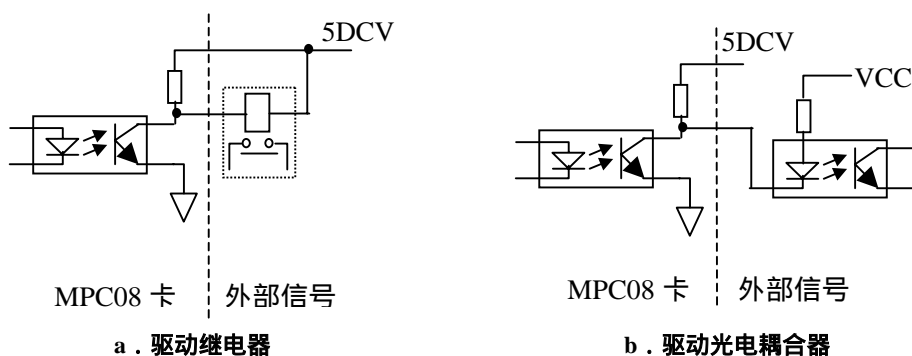 5DCV
MPC08 卡
外部信号
a．驱动继电器
5DCV
VCC
MPC08 卡
外部信号
b．驱动光电耦合器